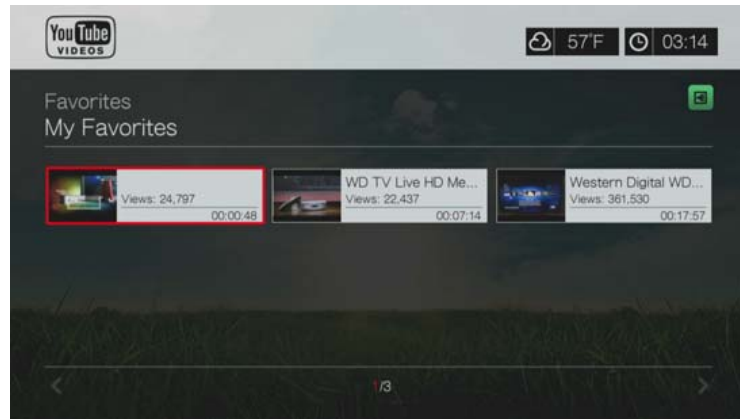 You Tube
VIDEOS
57°F
03:14
Favorites
My Favorites
Views: 24,797
00:00:48
WD TV Live HD Me...
Views: 22,437
00:07:14
Western Digital WD...
Views: 361,530
00:17:57
1/3